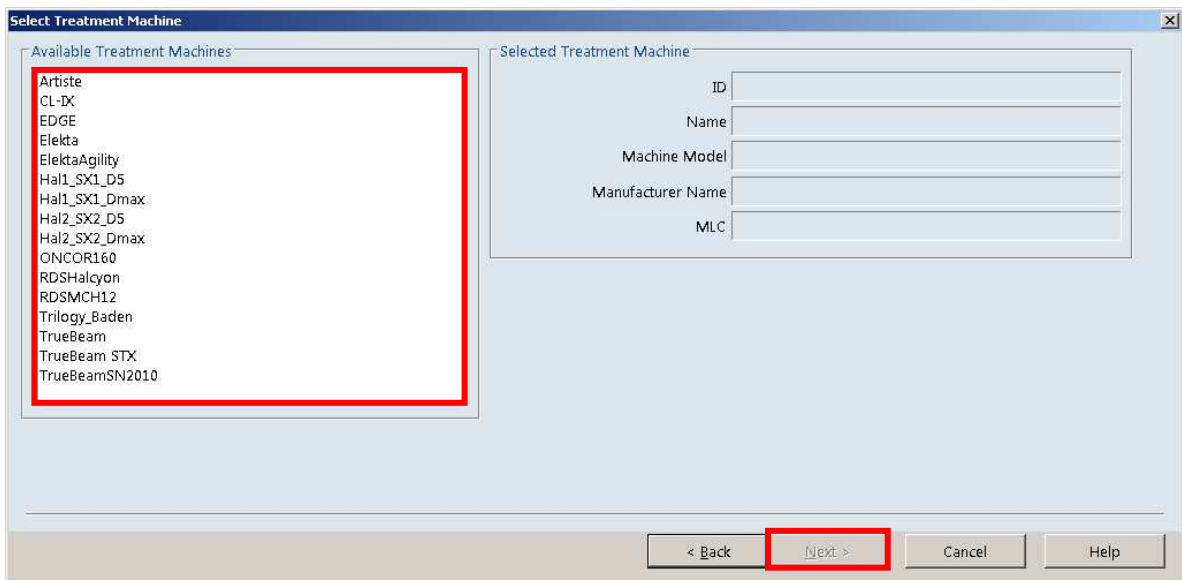 Select Treatment Machine
Available Treatment Machines
Artiste
CL-IX
EDGE
Elekta
ElektaAgility
Hal1_SX1_D5
Hal1_SX1_Dmax
Hal2_SX2_D5
Hal2_SX2_Dmax
ONCOR160
RDSHalcyon
RDSMCH12
Trilogy_Baden
TrueBeam
TrueBeam STX
TrueBeamSN2010
Selected Treatment Machine
ID
Name
Machine Model
Manufacturer Name
MLC
< Back Next > Cancel Help